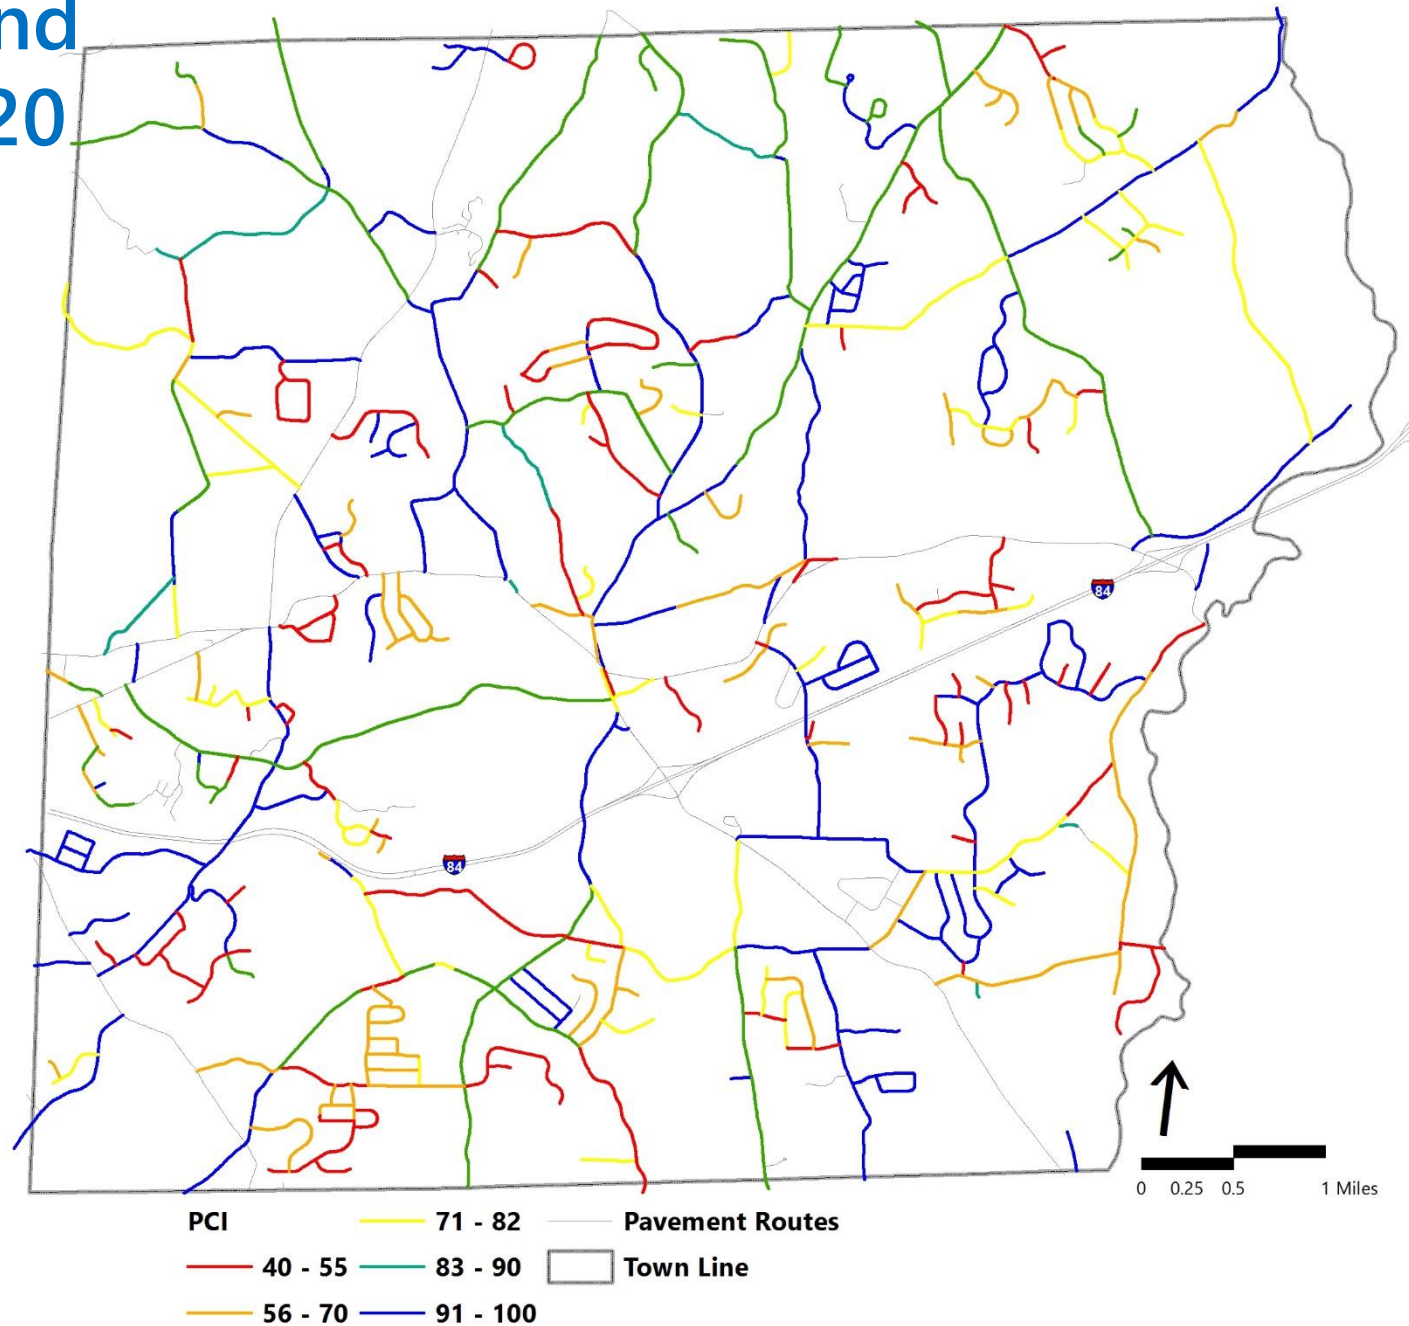 nd
20
84
84
0 0.25 0.5 1 Miles
PCI 71 - 82 Pavement Routes
40 - 55 83 - 90 Town Line
56 - 70 91 - 100